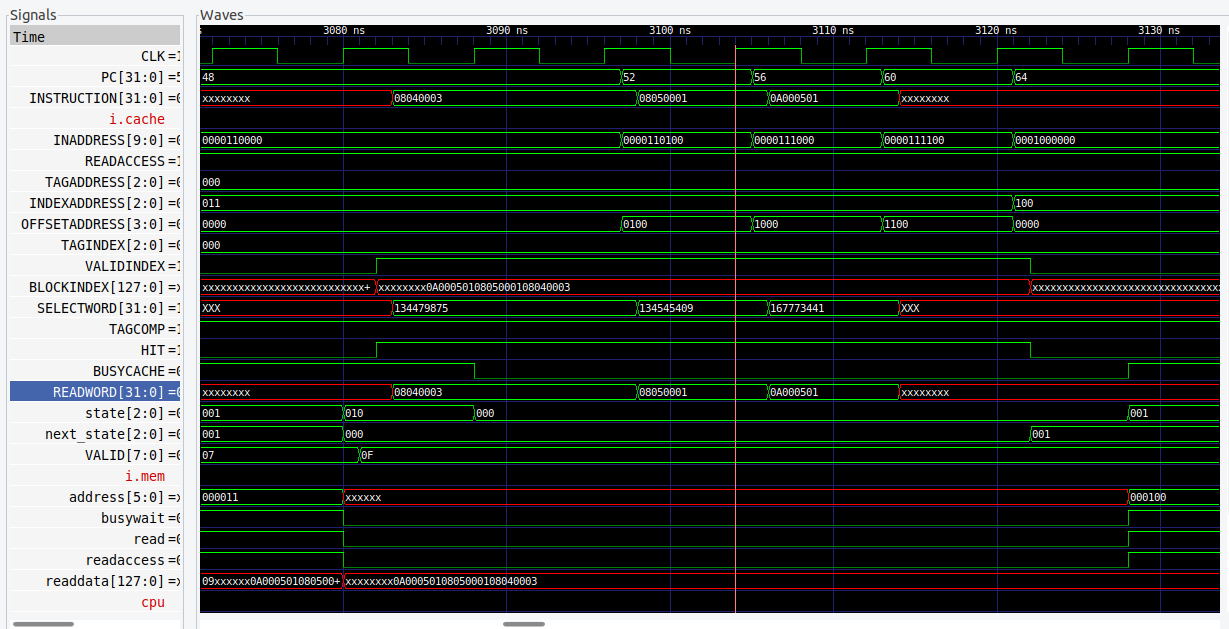 Signals Waves
Time 3080 ns 3090 ns 3100 ns 3110 ns 3120 ns 3130 ns
CLK =1
PC[31:0] =5 48 52 56 60 64
INSTRUCTION[31:0] =0 xxxxxxxx 08040003 08050001 0A000501 xxxxxxxx
i.cache
INADDRESS[9:0] =0 0000110000 0000110100 0000111000 0000111100 0001000000
READACCESS =1
TAGADDRESS[2:0] =0 000
INDEXADDRESS[2:0] =0 011 100
OFFSETADDRESS[3:0] =0 0000 0100 1000 1100 0000
TAGINDEX[2:0] =0 000
VALIDINDEX =1
BLOCKINDEX[127:0] =x xxxxxxxxxxxxxxxxxxxxxxxxxx+ xxxxxxxx0A0005010805000108040003 xxxxxxxxxxxxxxxxxxxxxxxxxxxxx
SELECTWORD[31:0] =1 XXX 134479875 134545409 167773441 XXX
TAGCOMP =1
HIT =1
BUSYCACHE =0
READWORD[31:0] =0 xxxxxxxx 08040003 08050001 0A000501 xxxxxxxx
state[2:0] =0 001 010 000 001
next_state[2:0] =0 001 000 001
VALID[7:0] =0 07 0F
i.mem
address[5:0] =x 000011 xxxxxx 000100
busywait =0
read =0
readaccess =0
readdata[127:0] =x 09xxxxxx0A000501080500+ xxxxxxxx0A0005010805000108040003
cpu